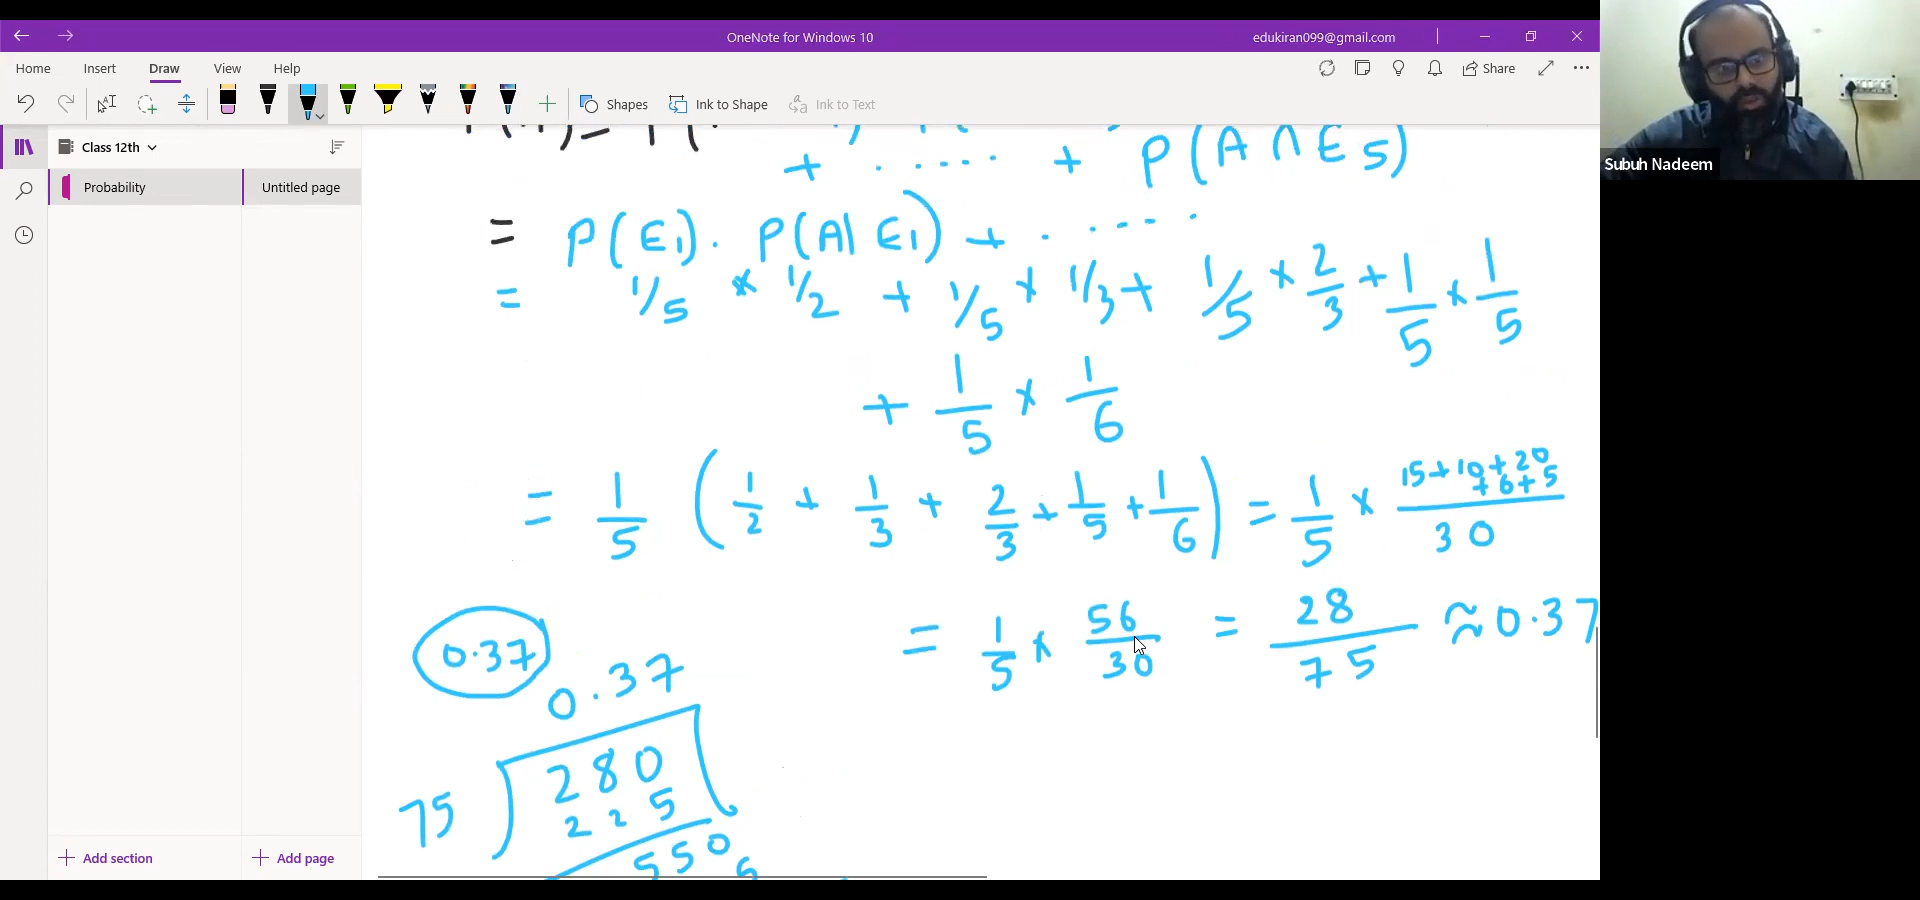 OneNote for Windows 10
edukiran099@gmail.com
Home Insert Draw View Help
Share
Shapes Ink to Shape Ink to Text
Class 12th
Probability
Untitled page
Subuh Nadeem
+ ..... + P(A ∩ E5)
= P(E1). P(A|E1) + .....
= 1/5 × 1/2 + 1/5 × 1/3 + 1/5 × 2/3 + 1/5 × 1/5
+ 1/5 × 1/6
= 1/5 (1/2 + 1/3 + 2/3 + 1/5 + 1/6) = 1/5 × 15+10+20+6+5/30
= 1/5 × 56/30 = 28/75 ≈ 0.37
0.37
0.37
75 280
225
550
Add section
Add page